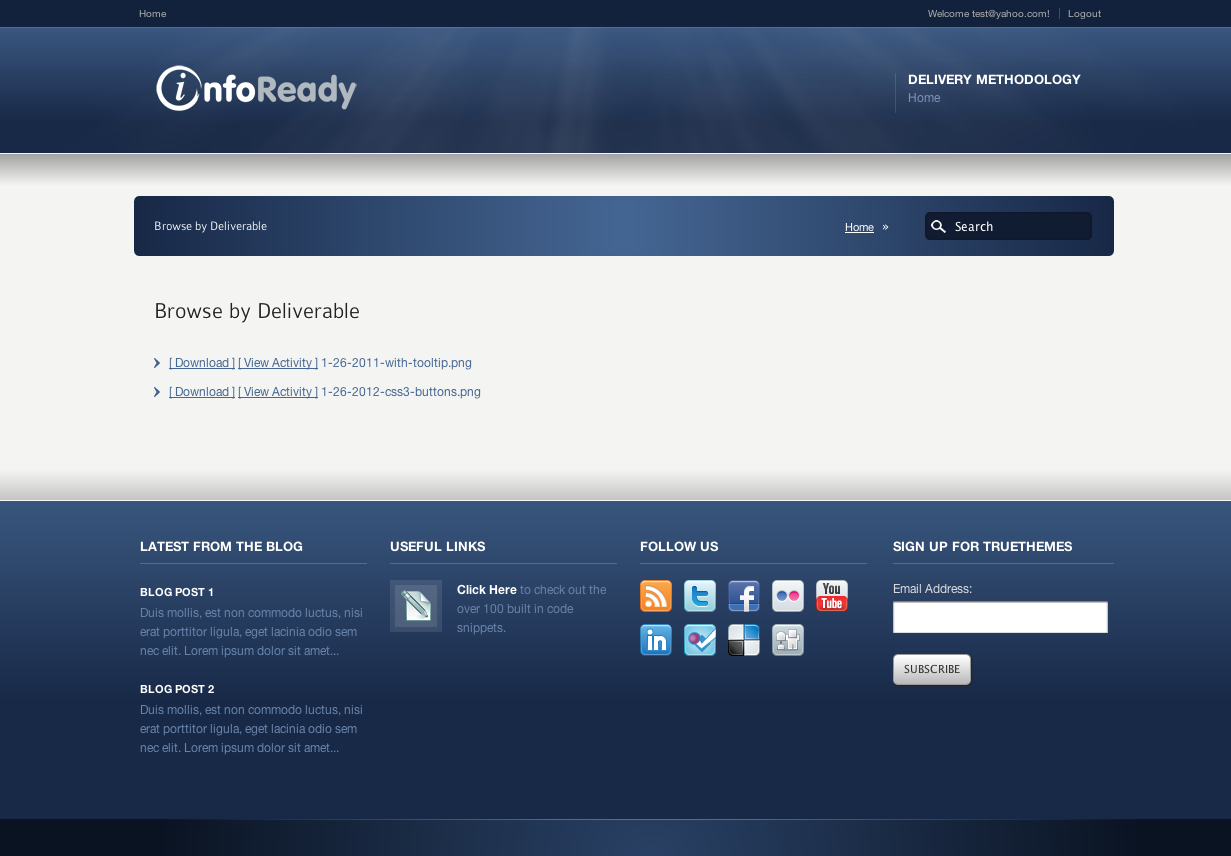 Home
Welcome test@yahoo.com!
Logout
infoReady
DELIVERY METHODOLOGY
Home
Browse by Deliverable
Home »
Search
Browse by Deliverable
[ Download ] [ View Activity ] 1-26-2011-with-tooltip.png
[ Download ] [ View Activity ] 1-26-2012-css3-buttons.png
LATEST FROM THE BLOG
BLOG POST 1
Duis mollis, est non commodo luctus, nisi
erat porttitor ligula, eget lacinia odio sem
nec elit. Lorem ipsum dolor sit amet...
BLOG POST 2
Duis mollis, est non commodo luctus, nisi
erat porttitor ligula, eget lacinia odio sem
nec elit. Lorem ipsum dolor sit amet...
USEFUL LINKS
Click Here to check out the
over 100 built in code
snippets.
FOLLOW US
You
Tube
in
SIGN UP FOR TRUETHEMES
Email Address:
SUBSCRIBE